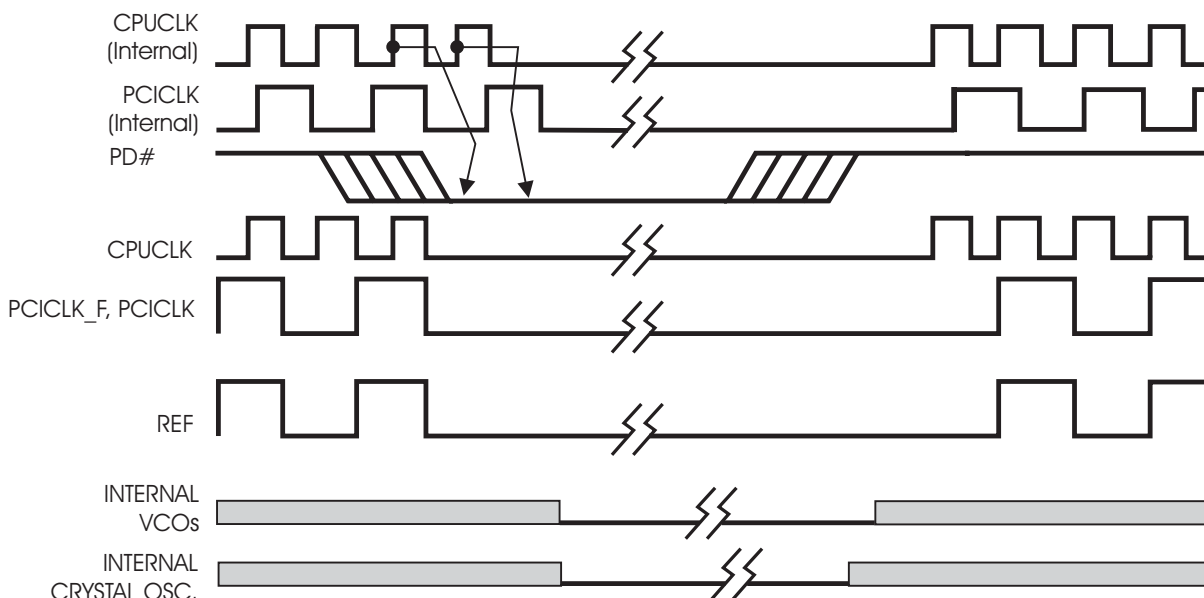 CPUCLK
(Internal)
PCICLK
(Internal)
PD#
CPUCLK
PCICLK_F, PCICLK
REF
INTERNAL
VCOs
INTERNAL
CRYSTAL OSC.